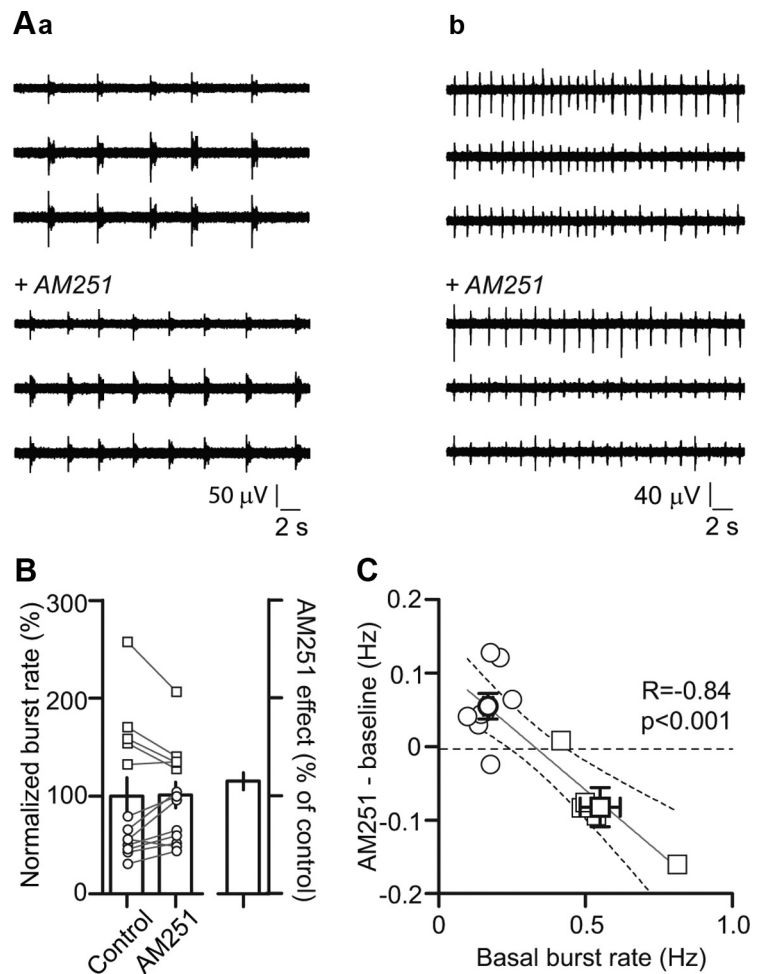 Aa
b
+ AM251
+ AM251
50 µV
2 s
40 µV
2 s
B
Normalized burst rate (%)
300
200
100
0
Control
AM251
AM251 effect (% of control)
C
AM251 - baseline (Hz)
0.2
0.1
0
-0.1
-0.2
R=-0.84
p<0.001
0
0.5
1.0
Basal burst rate (Hz)